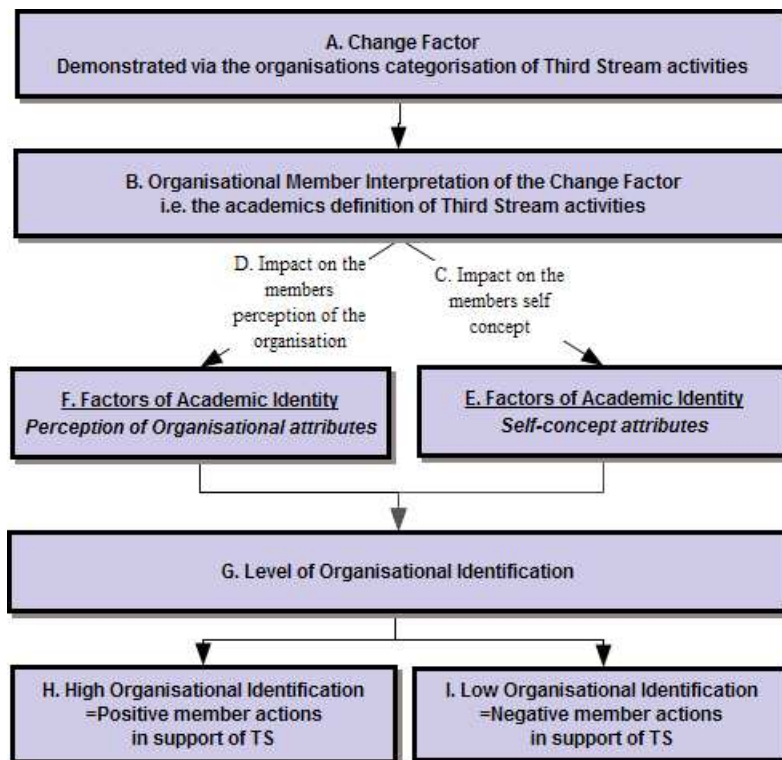 A. Change Factor
Demonstrated via the organisations categorisation of Third Stream activities
B. Organisational Member Interpretation of the Change Factor
i.e. the academics definition of Third Stream activities
D. Impact on the
members
perception of the
organisation
C. Impact on the
members self
concept
F. Factors of Academic Identity
Perception of Organisational attributes
E. Factors of Academic Identity
Self-concept attributes
G. Level of Organisational Identification
H. High Organisational Identification
=Positive member actions
in support of TS
I. Low Organisational Identification
=Negative member actions
in support of TS